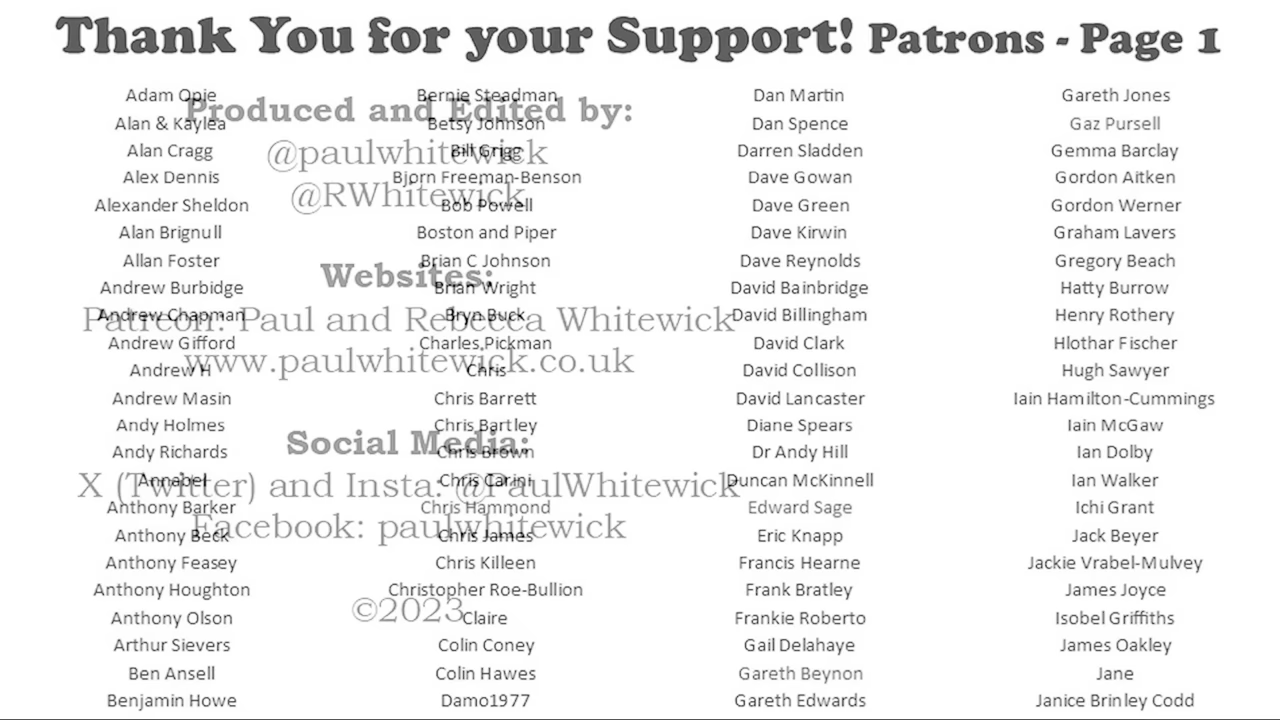 Thank You for your Support! Patrons - Page 1
Adam Opie
Alan & Kaylea
Alan Cragg
Alex Dennis
Alexander Sheldon
Alan Brignull
Allan Foster
Andrew Burbidge
Andrew Chapman
Andrew Gifford
Andrew H
Andrew Masin
Andy Holmes
Andy Richards
Annabel
Anthony Barker
Anthony Beck
Anthony Feasey
Anthony Houghton
Anthony Olson
Arthur Sievers
Ben Ansell
Benjamin Howe
Bernie Steadman
Betsy Johnson
Bill Grigg
Bjorn Freeman-Benson
Bob Powell
Boston and Piper
Brian C Johnson
Brian Wright
Bryn Buck
Charles Pickman
Chris
Chris Barrett
Chris Bartley
Chris Brown
Chris Carini
Chris Hammond
Chris James
Chris Killeen
Christopher Roe-Bullion
Claire
Colin Coney
Colin Hawes
Damo1977
Dan Martin
Dan Spence
Darren Sladden
Dave Gowan
Dave Green
Dave Kirwin
Dave Reynolds
David Bainbridge
David Billingham
David Clark
David Collison
David Lancaster
Diane Spears
Dr Andy Hill
Duncan McKinnell
Edward Sage
Eric Knapp
Francis Hearne
Frank Bratley
Frankie Roberto
Gail Delahaye
Gareth Beynon
Gareth Edwards
Gareth Jones
Gaz Pursell
Gemma Barclay
Gordon Aitken
Gordon Werner
Graham Lavers
Gregory Beach
Hatty Burrow
Henry Rothery
Hlothar Fischer
Hugh Sawyer
Iain Hamilton-Cummings
Iain McGaw
Ian Dolby
Ian Walker
Ichi Grant
Jack Beyer
Jackie Vrabel-Mulvey
James Joyce
Isobel Griffiths
James Oakley
Jane
Janice Brinley Codd
Produced and Edited by:
@paulwhitewick
@RWhitewick
Websites:
Patreon: Paul and Rebecca Whitewick
www.paulwhitewick.co.uk
Social Media:
X (Twitter) and Insta: @PaulWhitewick
Facebook: paulwhitewick
©2023